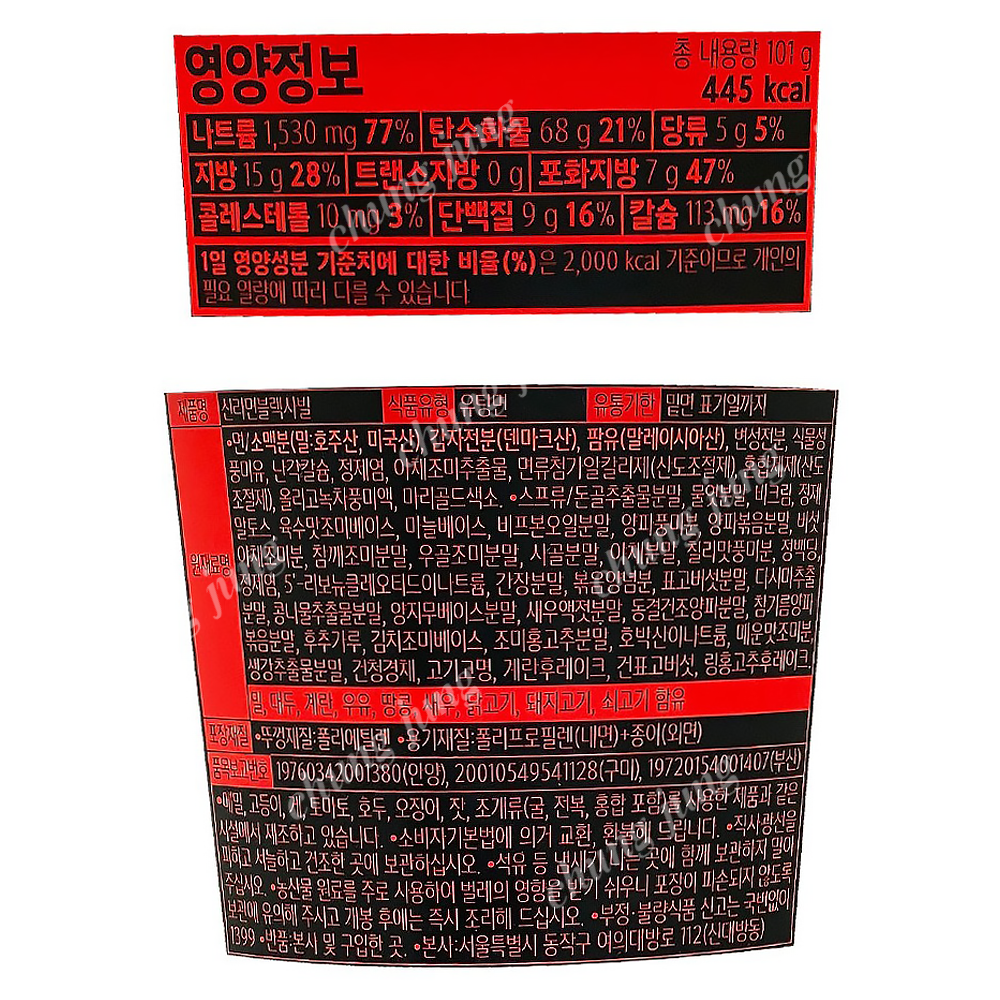 영양정보
총 내용량 101 g
445 kcal
나트륨 1,530 mg 77% 탄수화물 68 g 21% 당류 5 g 5%
지방 15 g 28% 트랜스지방 0 g 포화지방 7 g 47%
콜레스테롤 10 mg 3% 단백질 9 g 16% 칼슘 113 mg 16%
1일 영양성분 기준치에 대한 비율(%)은 2,000 kcal 기준이므로 개인의
필요 열량에 따라 다를 수 있습니다.
제품명 신라면블랙사발 식품유형 유탕면 유통기한 밑면 표기일까지
원재료명
•면/소맥분(밀:호주산, 미국산), 감자전분(덴마크산), 팜유(말레이시아산), 변성전분, 식물성
풍미유, 난각칼슘, 정제염, 야채조미추출물, 면류첨가알칼리제(산도조절제), 혼합제제(산도
조절제), 올리고녹차풍미액, 마리골드색소. •스프류/돈골추출물분말, 물엿분말, 비크림, 정제
말토스, 육수맛조미베이스, 마늘베이스, 비프본오일분말, 양파풍미분, 양파볶음분말, 버섯
야채조미분, 참깨조미분말, 우골조미분말, 사골분말, 야채분말, 칠리맛풍미분, 정백당,
정제염, 5'-리보뉴클레오티드이나트륨, 간장분말, 볶음양념분, 표고버섯분말, 다시마추출
분말, 콩나물추출물분말, 양지무베이스분말, 새우액젓분말, 동결건조양파분말, 참기름양파
볶음분말, 후추가루, 김치조미베이스, 조미홍고추분말, 호박산이나트륨, 매운맛조미분,
생강추출물분말, 건청경채, 고기고명, 계란후레이크, 건표고버섯, 링홍고추후레이크
밀, 대두, 계란, 우유, 땅콩, 새우, 닭고기, 돼지고기, 쇠고기 함유
포장재질 •뚜껑재질:폴리에틸렌 •용기재질:폴리프로필렌(내면)+종이(외면)
품목보고번호 19760342001380(안양), 20010549541128(구미), 19720154001407(부산)
•메밀, 고등어, 게, 토마토, 호두, 오징어, 잣, 조개류(굴, 전복, 홍합 포함)를 사용한 제품과 같은
시설에서 제조하고 있습니다. •소비자기본법에 의거 교환, 환불해 드립니다. •직사광선을
피하고 서늘하고 건조한 곳에 보관하십시오. •석유 등 냄새가 나는 곳에 함께 보관하지 말아
주십시오. •농산물 원료를 주로 사용하여 벌레의 영향을 받기 쉬우니 포장이 파손되지 않도록
보관에 유의해 주시고 개봉 후에는 즉시 조리해 드십시오. •부정·불량식품 신고는 국번없이
1399 •반품:본사 및 구입한 곳. •본사:서울특별시 동작구 여의대방로 112(신대방동)
chung jung
chung jung
chung jung
chung jung
chung jung
chung jung
chung jung